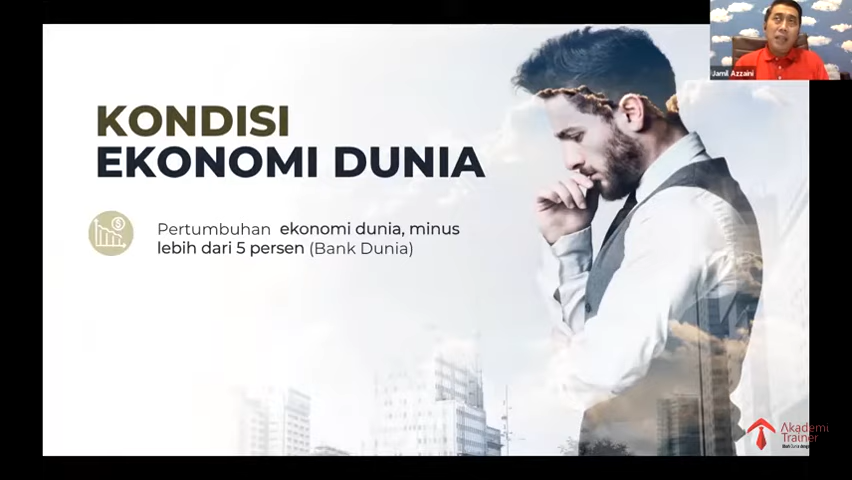 Jamil Azzaini
KONDISI
EKONOMI DUNIA
Pertumbuhan ekonomi dunia, minus
lebih dari 5 persen (Bank Dunia)
Akademi
Trainer